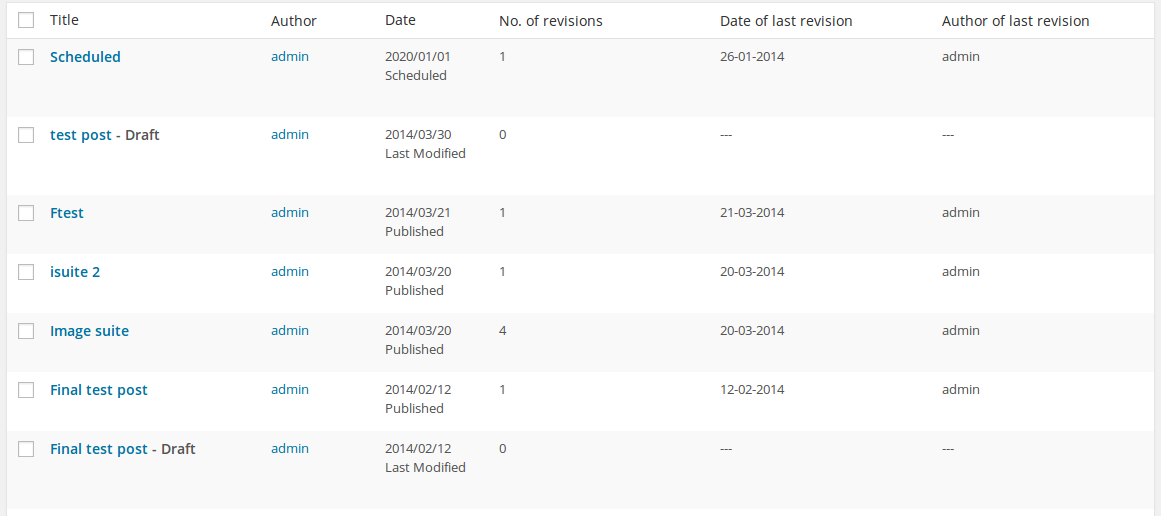 Title Author Date No. of revisions Date of last revision Author of last revision
Scheduled admin 2020/01/01 1 26-01-2014 admin
Scheduled
test post - Draft admin 2014/03/30 0 --- ---
Last Modified
Ftest admin 2014/03/21 1 21-03-2014 admin
Published
isuite 2 admin 2014/03/20 1 20-03-2014 admin
Published
Image suite admin 2014/03/20 4 20-03-2014 admin
Published
Final test post admin 2014/02/12 1 12-02-2014 admin
Published
Final test post - Draft admin 2014/02/12 0 --- ---
Last Modified